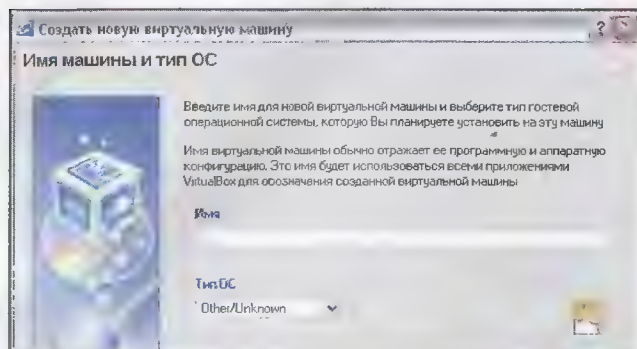 Создать новую виртуальную машину
Имя машины и тип ОС
Введите имя для новой виртуальной машины и выберите тип гостевой
операционной системы, которую Вы планируете установить на эту машину
Имя виртуальной машины обычно отражает ее программную и аппаратную
конфигурацию. Это имя будет использоваться всеми приложениями
VirtualBox для обозначения созданной виртуальной машины
Имя
Тип ОС
Other/Unknown